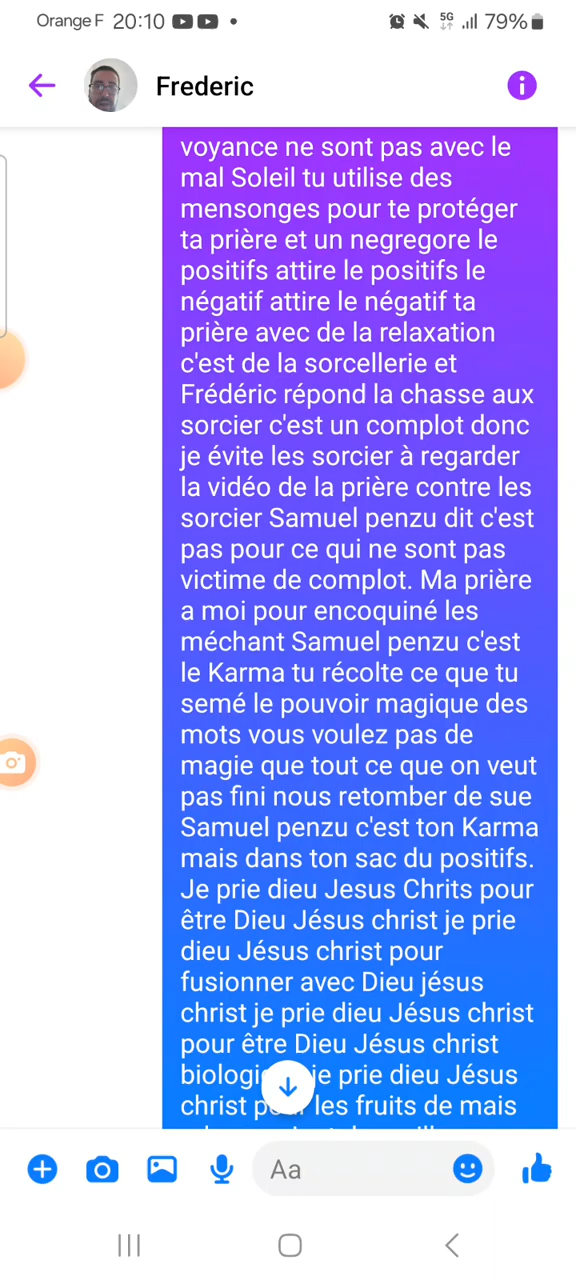 Orange F 20:10 5G 79%
Frederic
voyance ne sont pas avec le
mal Soleil tu utilise des
mensonges pour te protéger
ta prière et un negregore le
positifs attire le positifs le
négatif attire le négatif ta
prière avec de la relaxation
c'est de la sorcellerie et
Frédéric répond la chasse aux
sorcier c'est un complot donc
je évite les sorcier à regarder
la vidéo de la prière contre les
sorcier Samuel penzu dit c'est
pas pour ce qui ne sont pas
victime de complot. Ma prière
a moi pour encoquiné les
méchant Samuel penzu c'est
le Karma tu récolte ce que tu
semé le pouvoir magique des
mots vous voulez pas de
magie que tout ce que on veut
pas fini nous retomber de sue
Samuel penzu c'est ton Karma
mais dans ton sac du positifs.
Je prie dieu Jesus Chrits pour
être Dieu Jésus christ je prie
dieu Jésus christ pour
fusionner avec Dieu jésus
christ je prie dieu Jésus christ
pour être Dieu Jésus christ
je prie dieu Jésus
christ les fruits de mais
Aa